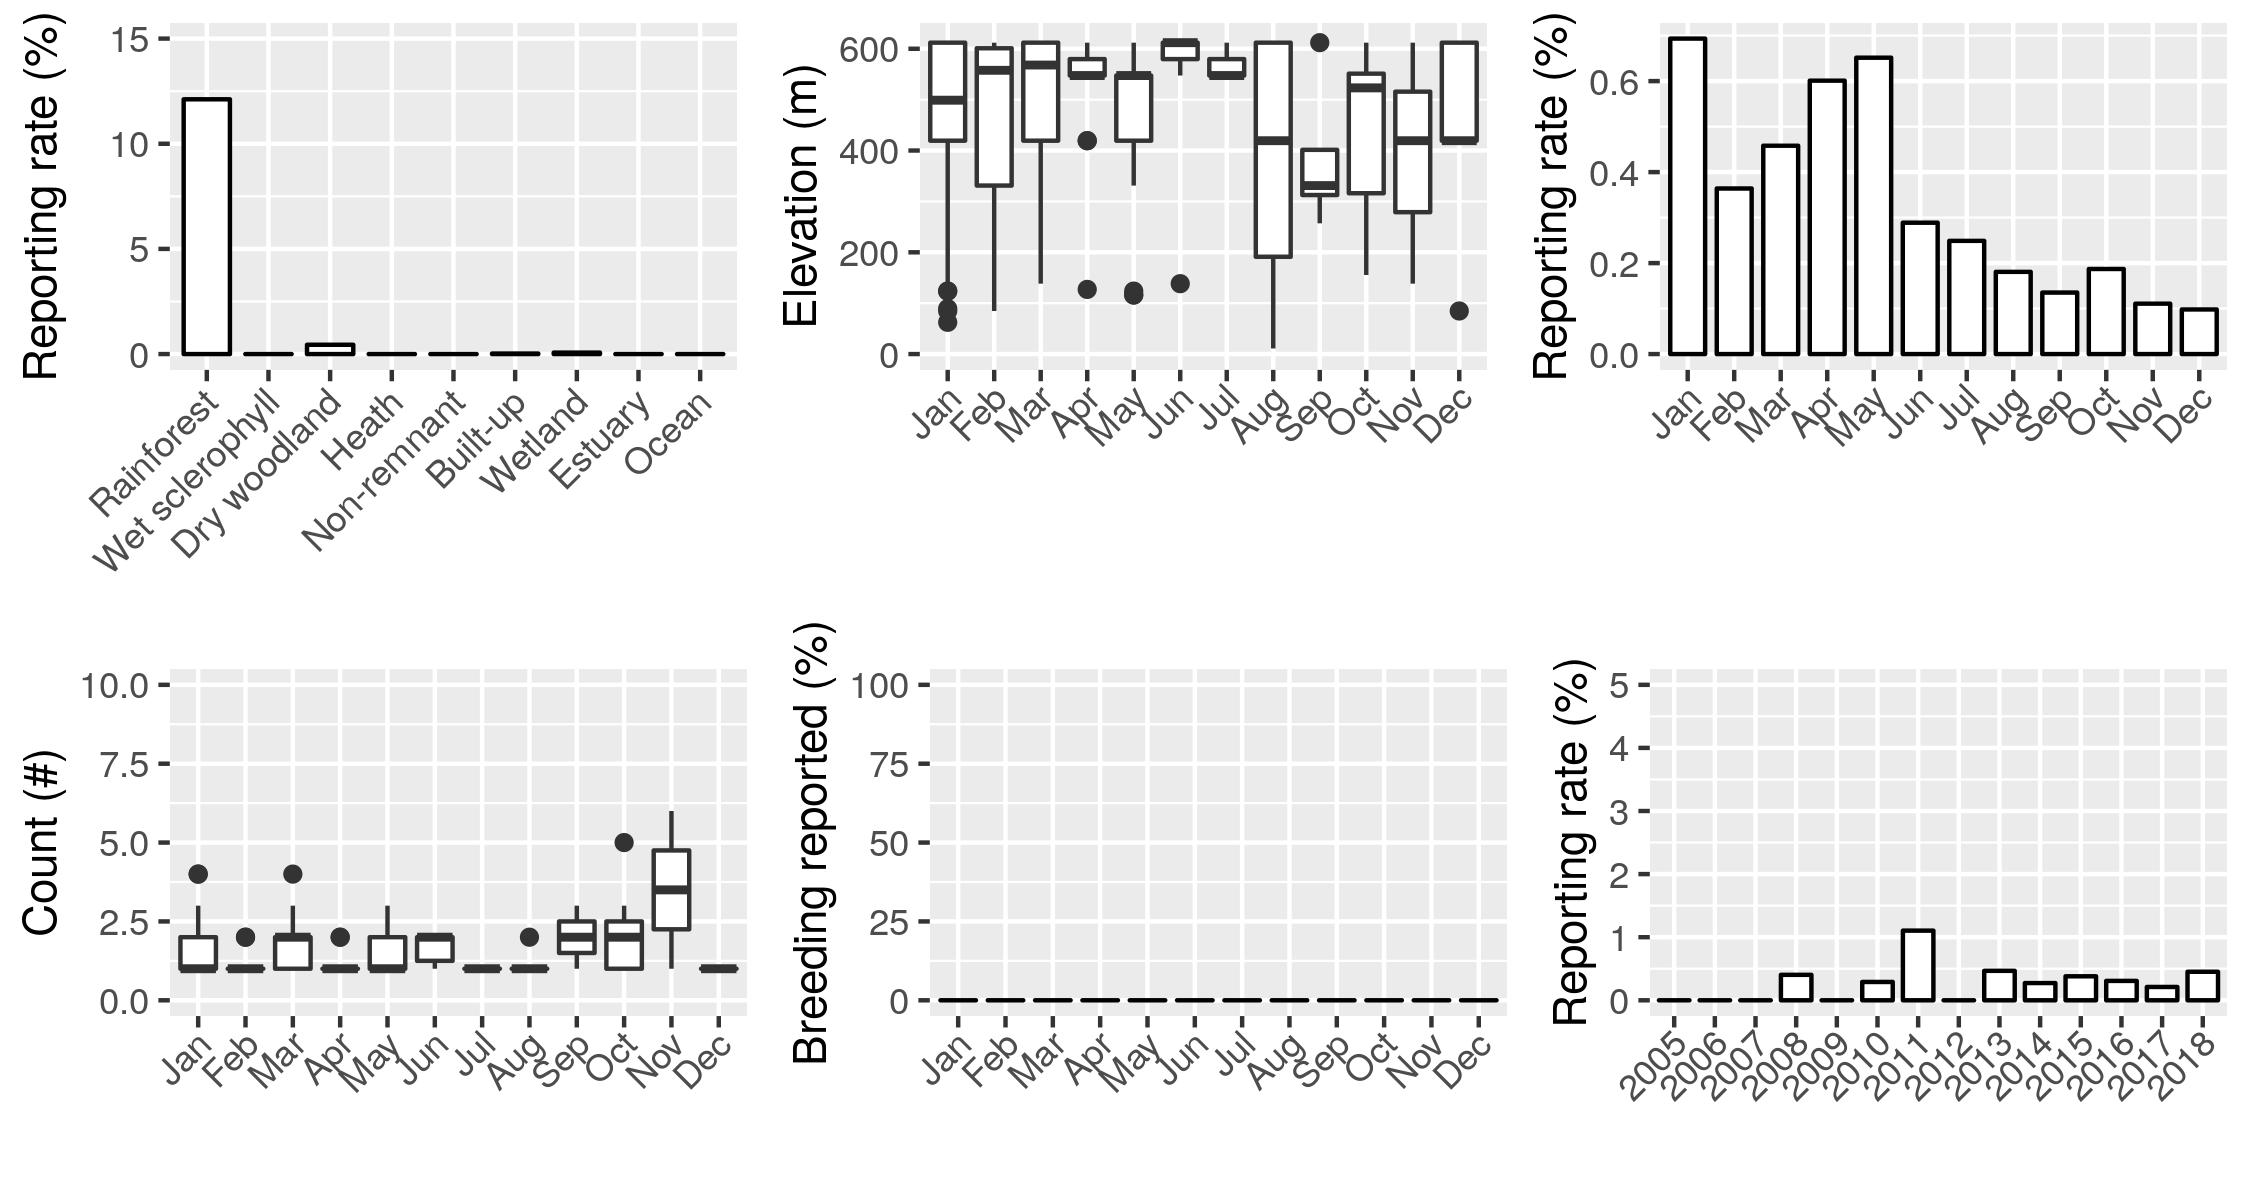 Reporting rate (%)
15
10
5
0
Rainforest
Wet sclerophyll
Dry woodland
Heath
Non-remnant
Built-up
Wetland
Estuary
Ocean
Elevation (m)
600
400
200
0
Jan
Feb
Mar
Apr
May
Jun
Jul
Aug
Sep
Oct
Nov
Dec
Reporting rate (%)
0.6
0.4
0.2
0.0
Jan
Feb
Mar
Apr
May
Jun
Jul
Aug
Sep
Oct
Nov
Dec
Count (#)
10.0
7.5
5.0
2.5
0.0
Jan
Feb
Mar
Apr
May
Jun
Jul
Aug
Sep
Oct
Nov
Dec
Breeding reported (%)
100
75
50
25
0
Jan
Feb
Mar
Apr
May
Jun
Jul
Aug
Sep
Oct
Nov
Dec
Reporting rate (%)
5
4
3
2
1
0
2005
2006
2007
2008
2009
2010
2011
2012
2013
2014
2015
2016
2017
2018